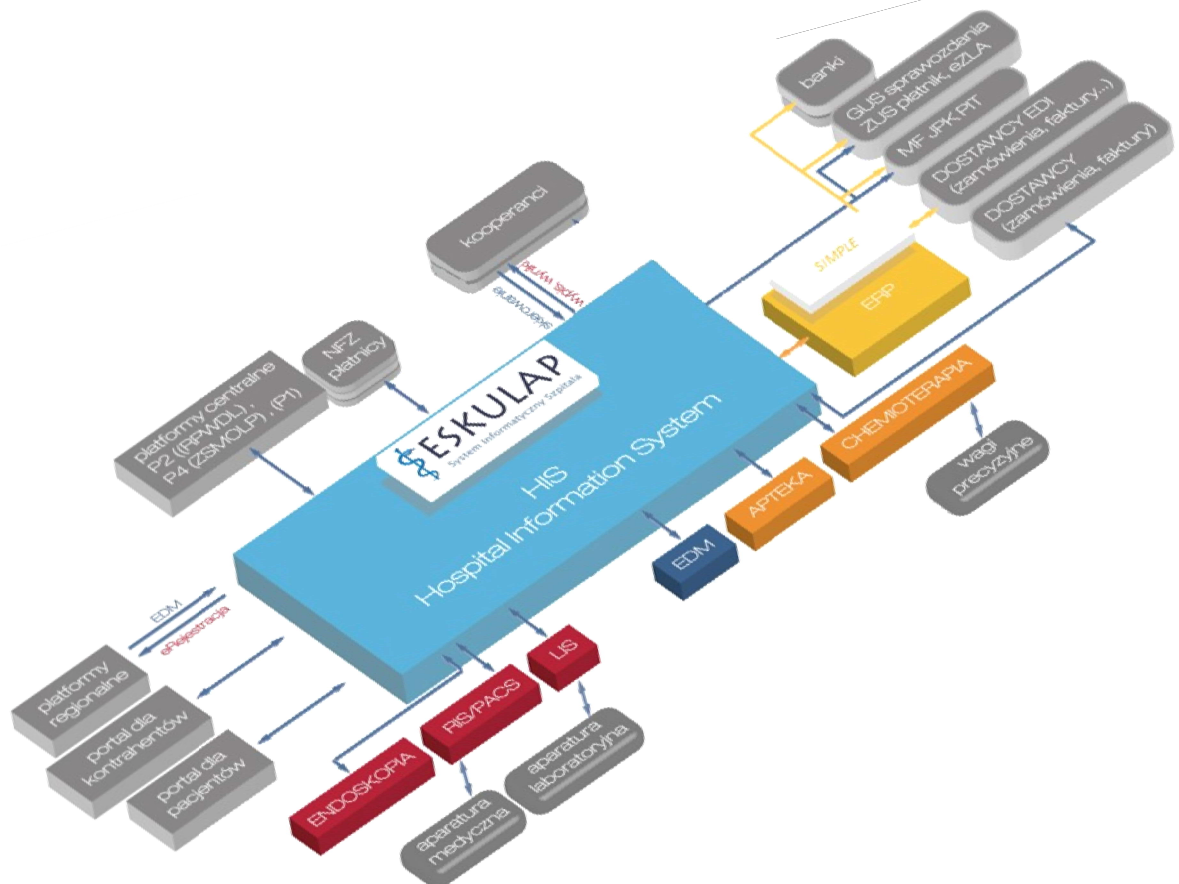 banki
GUS sprawozdania
ZUS płatnik, eZLA
MF JPK PIT
DOSTAWCY EDI
(zamówienia, faktury...)
DOSTAWCY
(zamówienia, faktury)
kooperanci
wypis wyniki
skierowanie
SIMPLE
ERP
NFZ
płatnicy
platformy centralne
P2 ((RPWDL) ,
P4 (ZSMOLP) , (P1)
ESKULAP
System Informatyczny Szpitala
HIS
Hospital Information System
CHEMIOTERAPIA
wagi
precyzyjne
APTEKA
EDM
EDM
eRejestracja
platformy
regionalne
portal dla
kontrahentów
portal dla
pacjentów
LIS
RIS/PACS
ENDOSKOPIA
aparatura
laboratoryjna
aparatura
medyczna